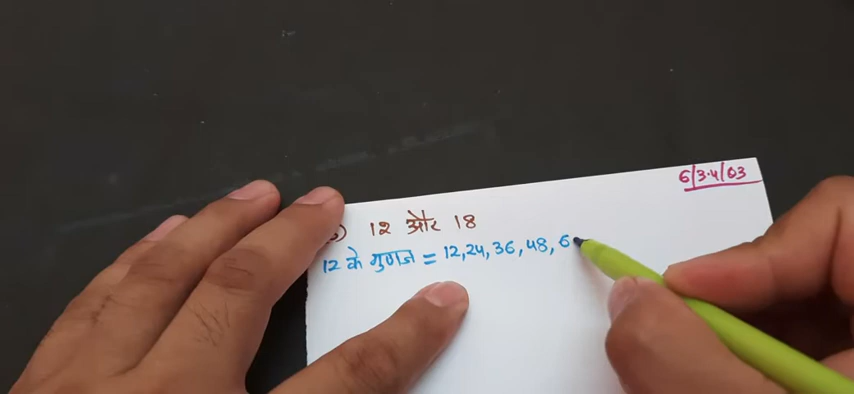 6/3.4/03
12 और 18
12 के गुणज = 12, 24, 36, 48, 6